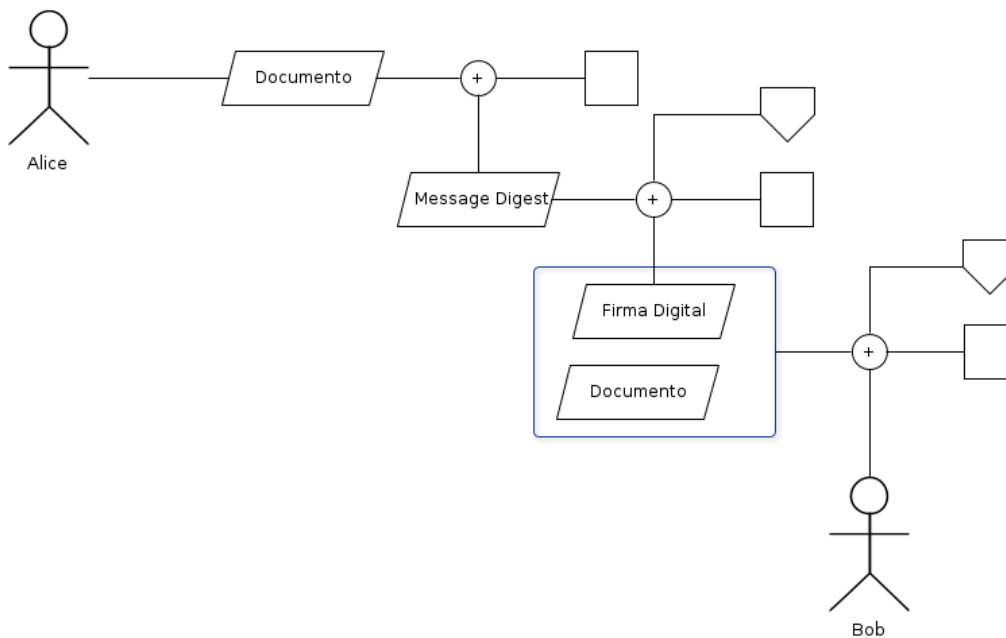 Documento
+
Alice
+
Message Digest
Firma Digital
+
Documento
Bob